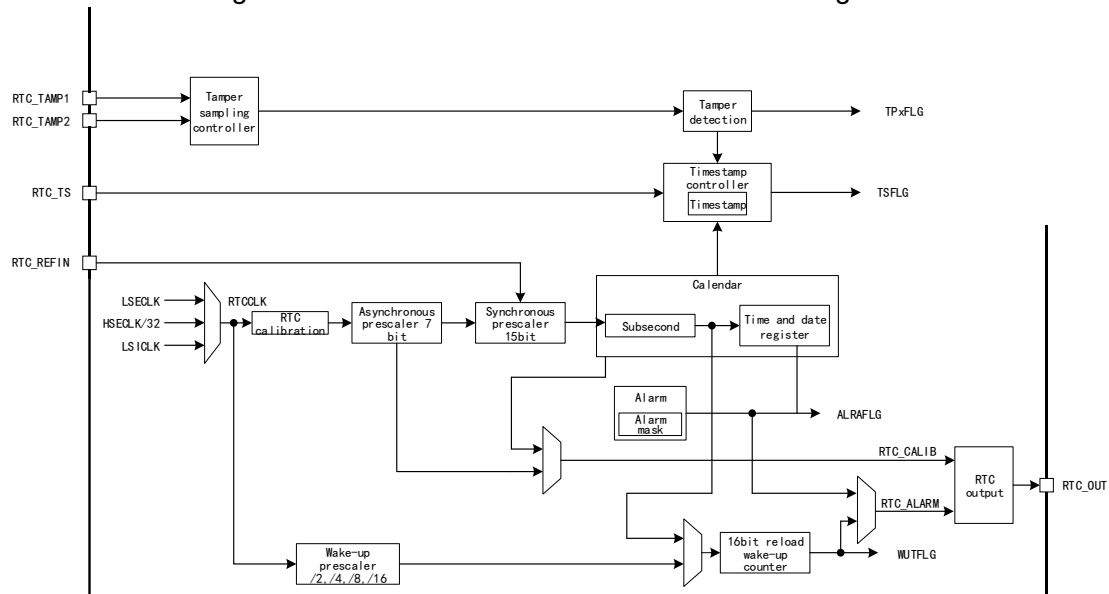 RTC_TAMP1
RTC_TAMP2
Tamper
sampling
controller
Tamper
detection
TPxFLG
RTC_TS
Timestamp
controller
Timestamp
TSFLG
RTC_REFIN
LSECLK
HSECLK/32
LSICLK
RTCCLK
RTC
calibration
Asynchronous
prescaler 7
bit
Synchronous
prescaler
15bit
Calendar
Subsecond
Time and date
register
Alarm
Alarm
mask
ALRAFLG
RTC_CALIB
RTC_ALARM
RTC
output
RTC_OUT
Wake-up
prescaler
/2,/4,/8,/16
16bit reload
wake-up
counter
WUTFLG